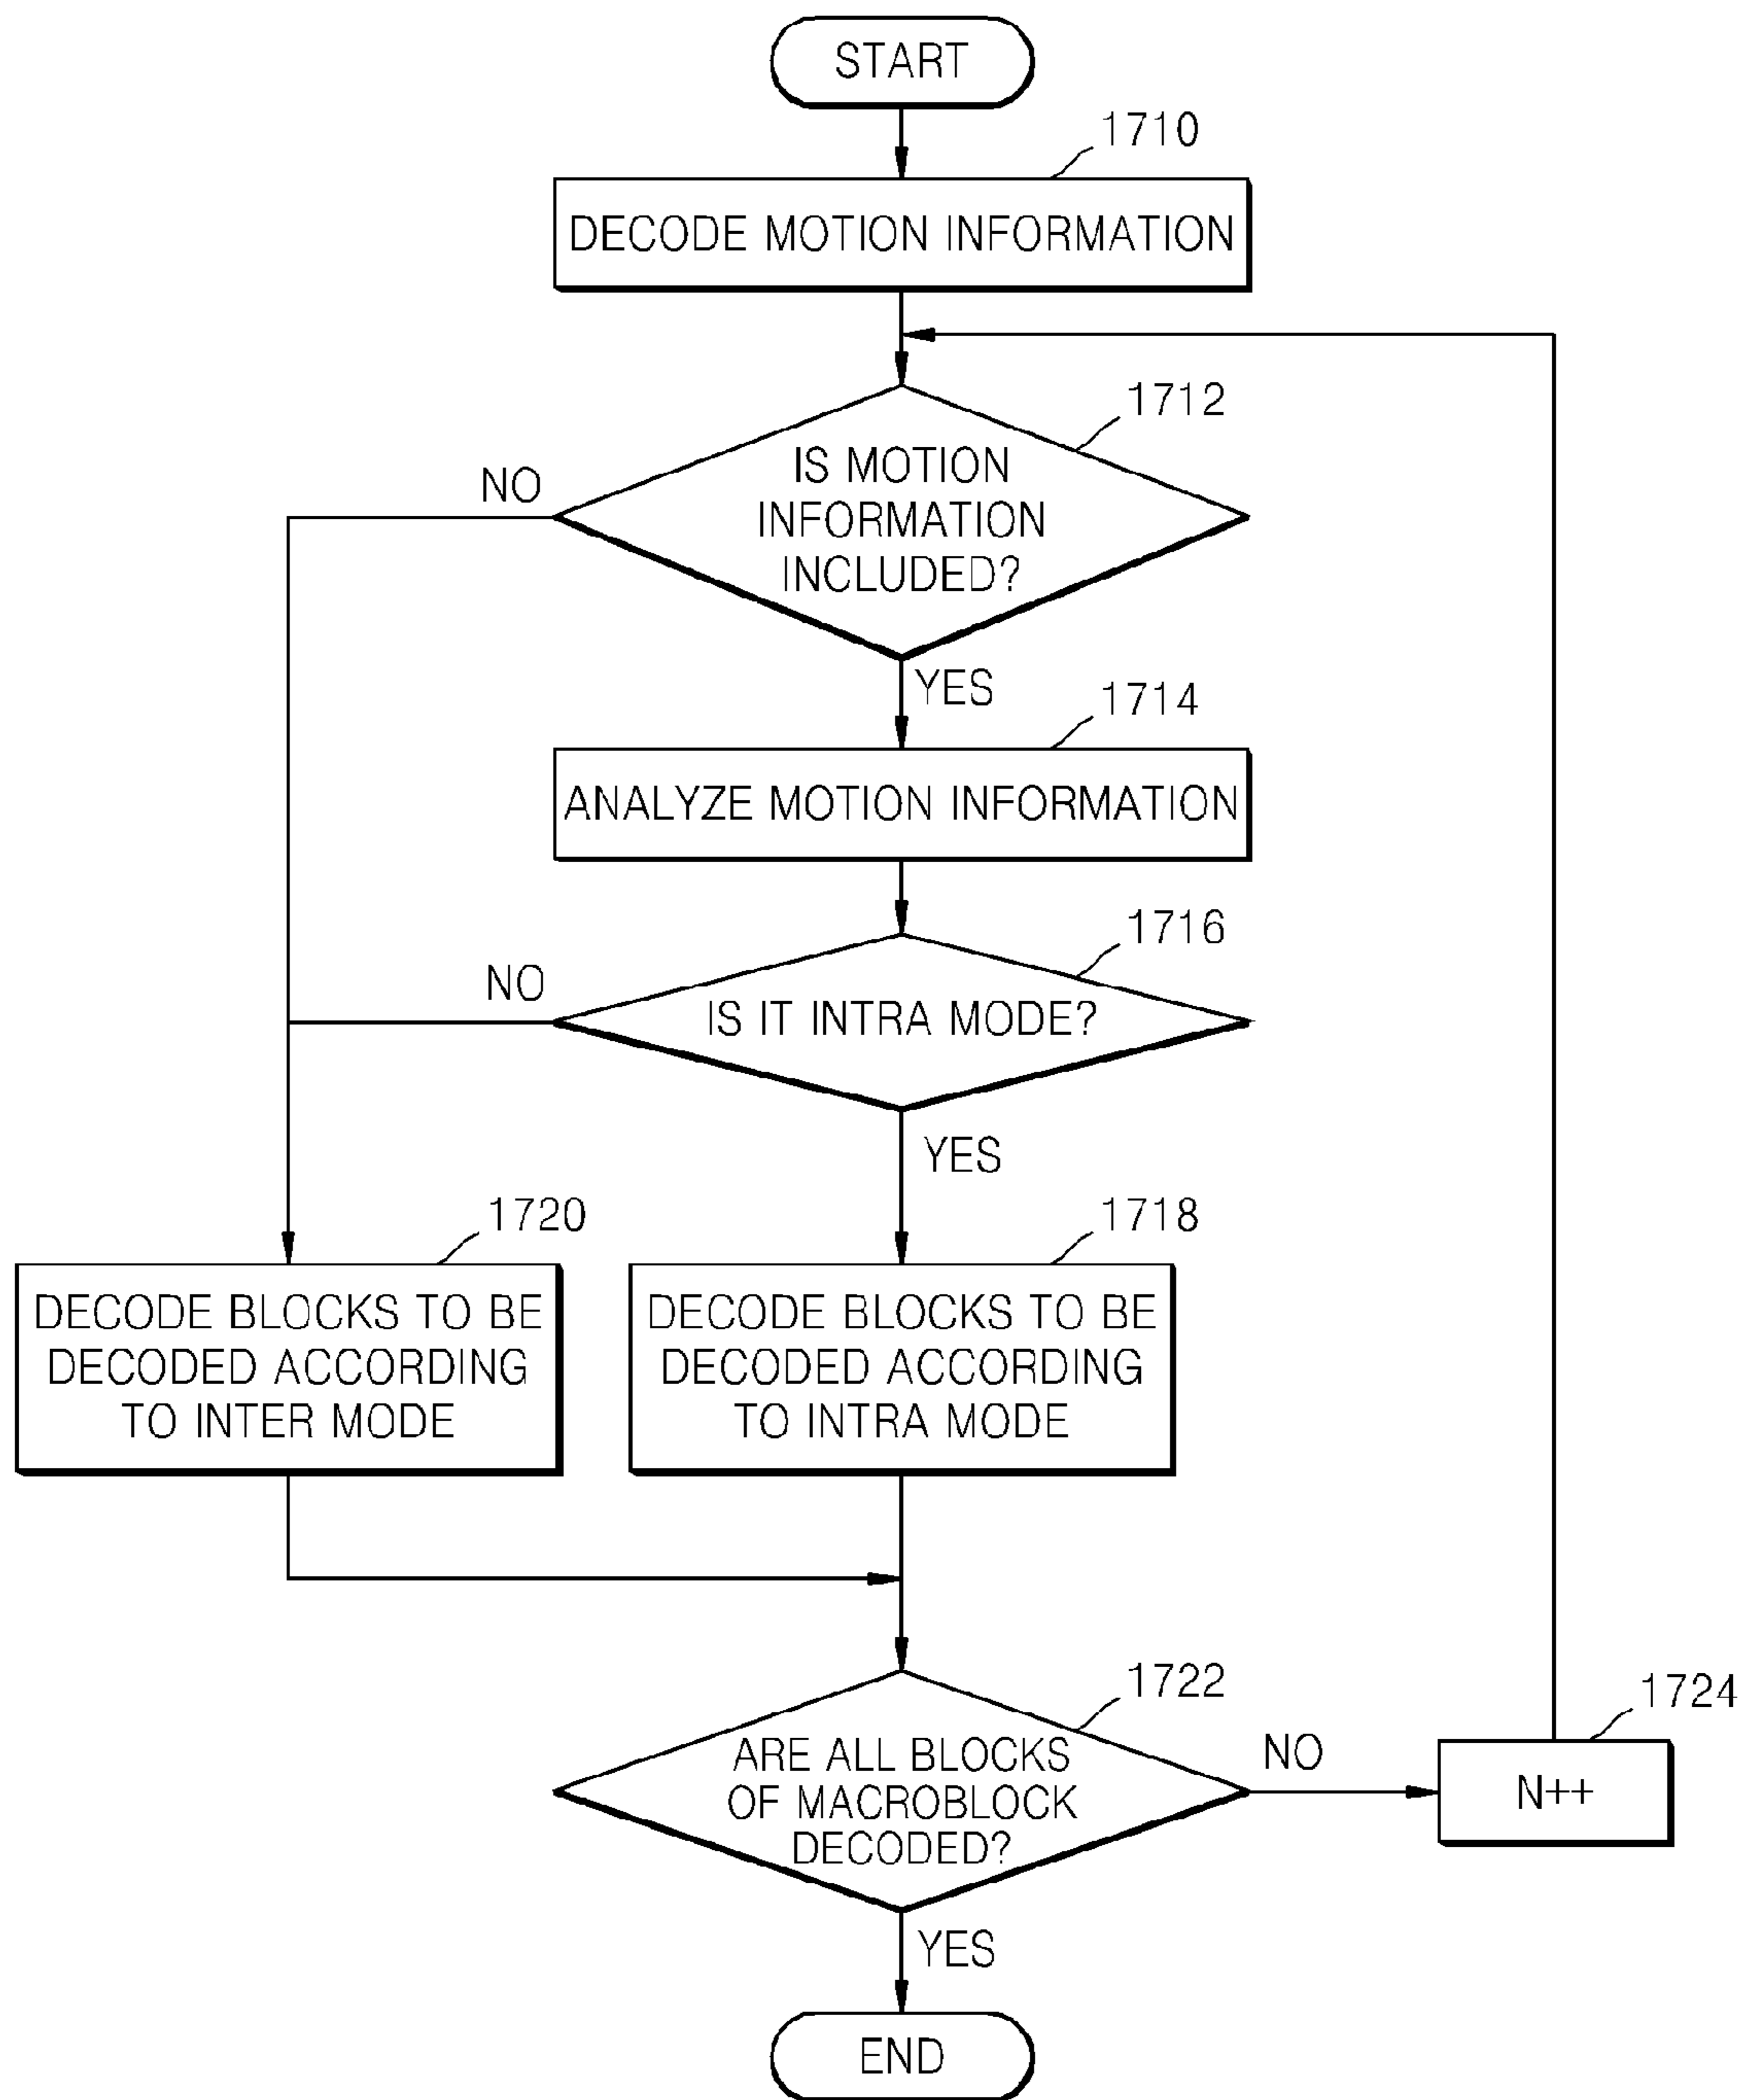 START
1710
DECODE MOTION INFORMATION
1712
IS MOTION
INFORMATION
INCLUDED?
NO
YES
1714
ANALYZE MOTION INFORMATION
1716
NO
IS IT INTRA MODE?
YES
1720
DECODE BLOCKS TO BE
DECODED ACCORDING
TO INTER MODE
1718
DECODE BLOCKS TO BE
DECODED ACCORDING
TO INTRA MODE
1722
ARE ALL BLOCKS
OF MACROBLOCK
DECODED?
NO
1724
N++
YES
END